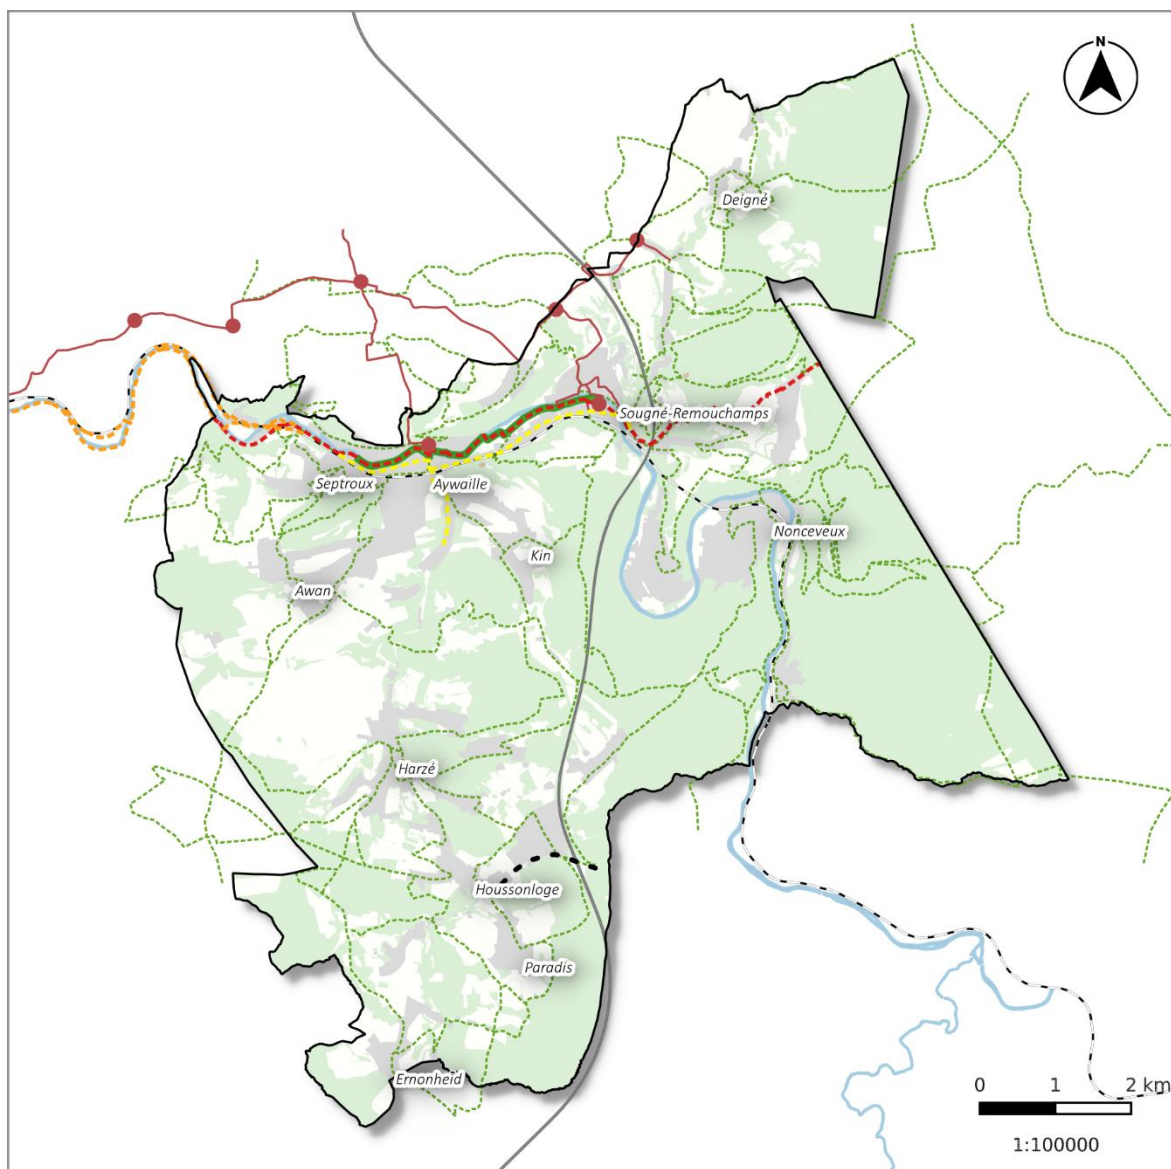 N
Deigné
Sougné-Remouchamps
Septroux
Aywaille
Nonceveux
Kin
Awan
Harzé
Houssonloge
Paradis
Ernonheid
0 1 2 km
1:100000